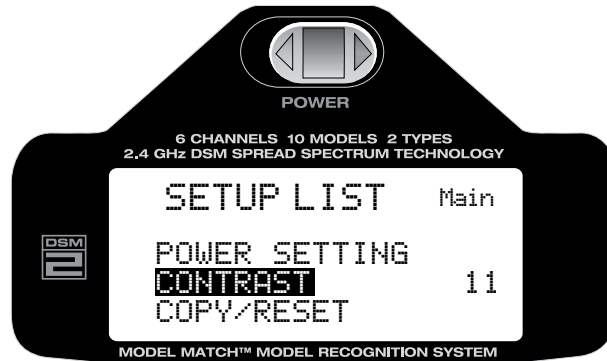 POWER
6 CHANNELS 10 MODELS 2 TYPES
2.4 GHz DSM SPREAD SPECTRUM TECHNOLOGY
SETUP LIST Main
DSM
2
POWER SETTING
CONTRAST 11
COPY/RESET
MODEL MATCH™ MODEL RECOGNITION SYSTEM